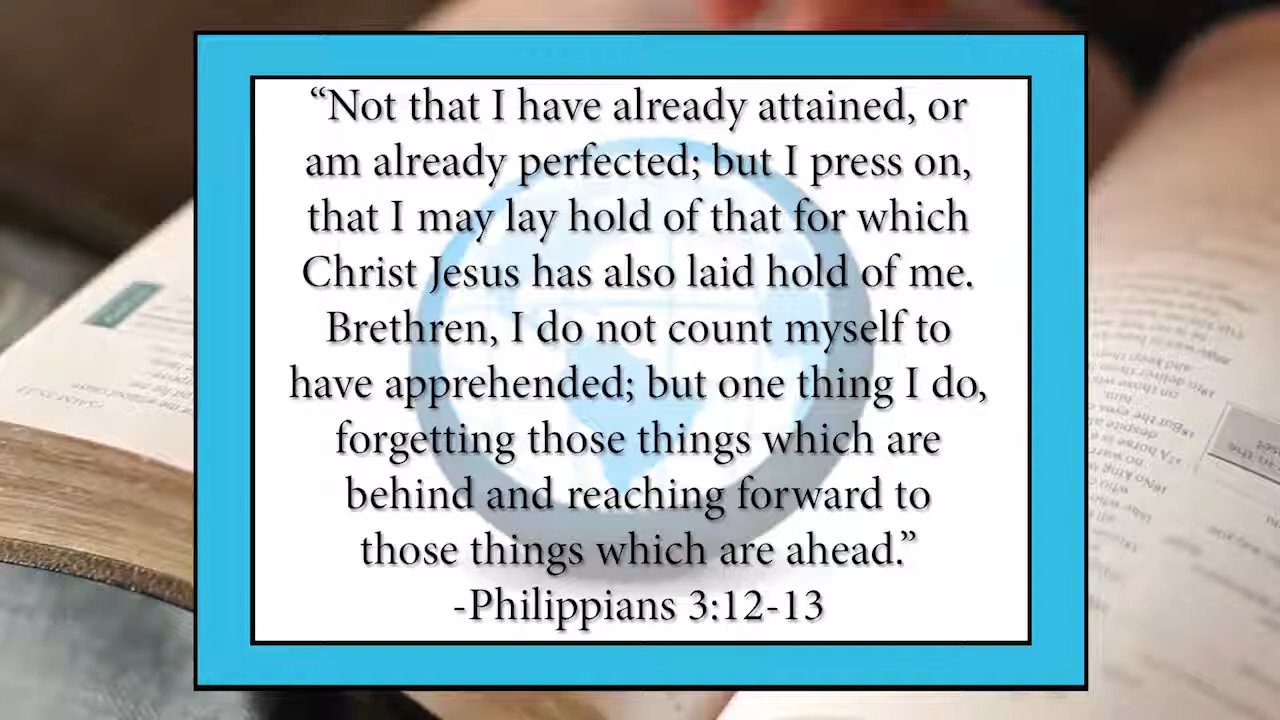 “Not that I have already attained, or
am already perfected; but I press on,
that I may lay hold of that for which
Christ Jesus has also laid hold of me.
Brethren, I do not count myself to
have apprehended; but one thing I do,
forgetting those things which are
behind and reaching forward to
those things which are ahead.”
-Philippians 3:12-13